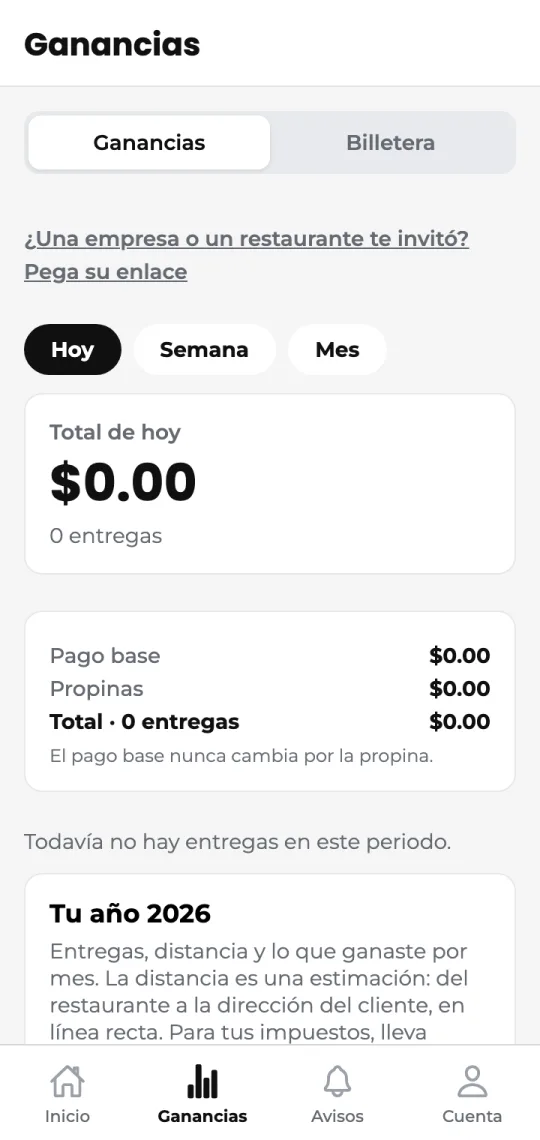 Ganancias
Ganancias
Billetera
¿Una empresa o un restaurante te invitó?
Pega su enlace
Hoy
Semana
Mes
Total de hoy
$0.00
0 entregas
Pago base $0.00
Propinas $0.00
Total · 0 entregas $0.00
El pago base nunca cambia por la propina.
Todavía no hay entregas en este periodo.
Tu año 2026
Entregas, distancia y lo que ganaste por
mes. La distancia es una estimación: del
restaurante a la dirección del cliente, en
línea recta. Para tus impuestos, lleva
Inicio
Ganancias
Avisos
Cuenta